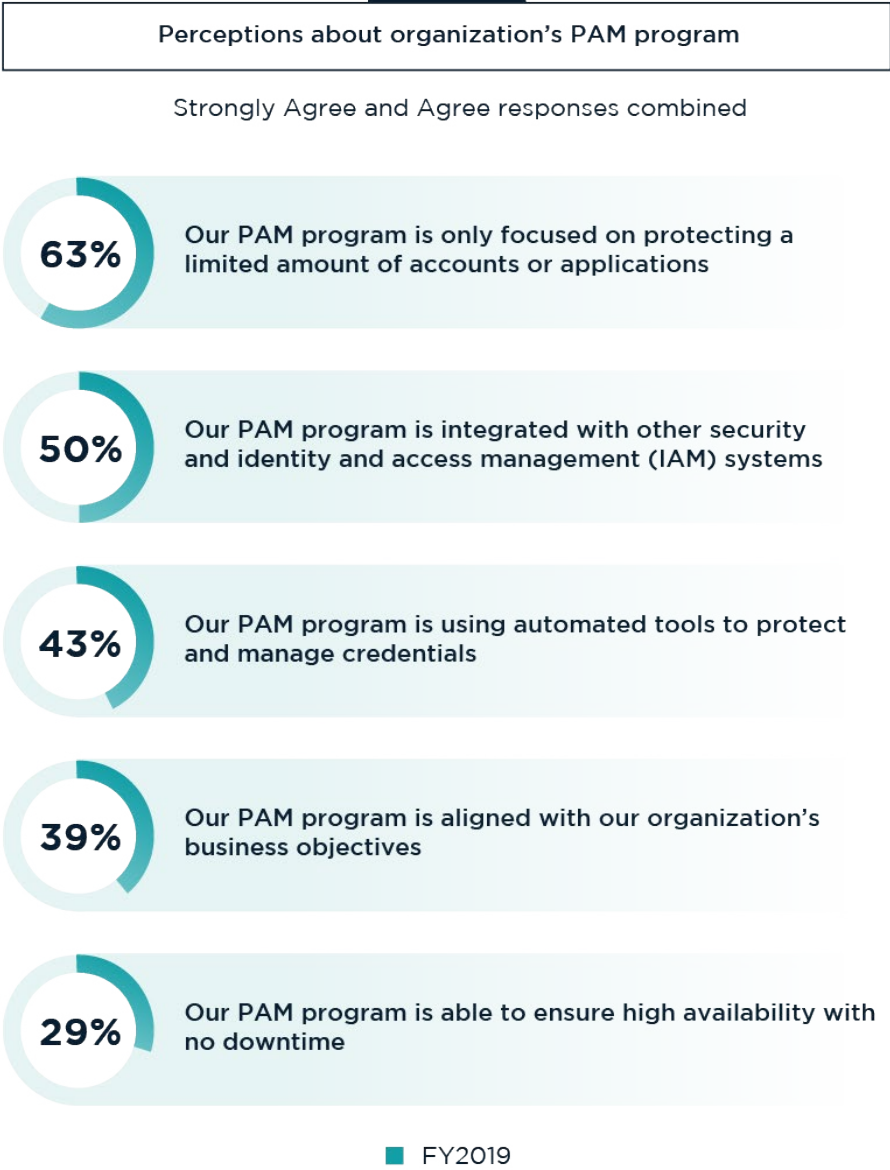 Perceptions about organization's PAM program
Strongly Agree and Agree responses combined
63%
Our PAM program is only focused on protecting a
limited amount of accounts or applications
50%
Our PAM program is integrated with other security
and identity and access management (IAM) systems
43%
Our PAM program is using automated tools to protect
and manage credentials
39%
Our PAM program is aligned with our organization’s
business objectives
29%
Our PAM program is able to ensure high availability with
no downtime
FY2019